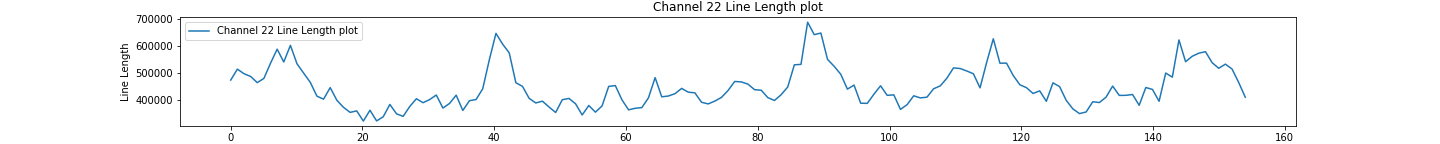 Channel 22 Line Length plot
Channel 22 Line Length plot
Line Length
700000
600000
500000
400000
0 20 40 60 80 100 120 140 160